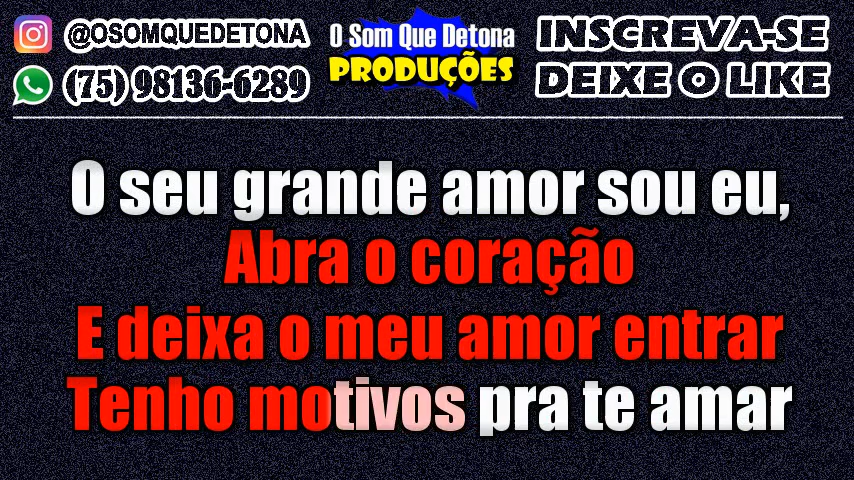 @OSOMQUEDETONA
(75) 98136-6289
O Som Que Detona
PRODUÇÕES
INSCREVA-SE
DEIXE O LIKE
O seu grande amor sou eu,
Abra o coração
E deixa o meu amor entrar
Tenho motivos pra te amar